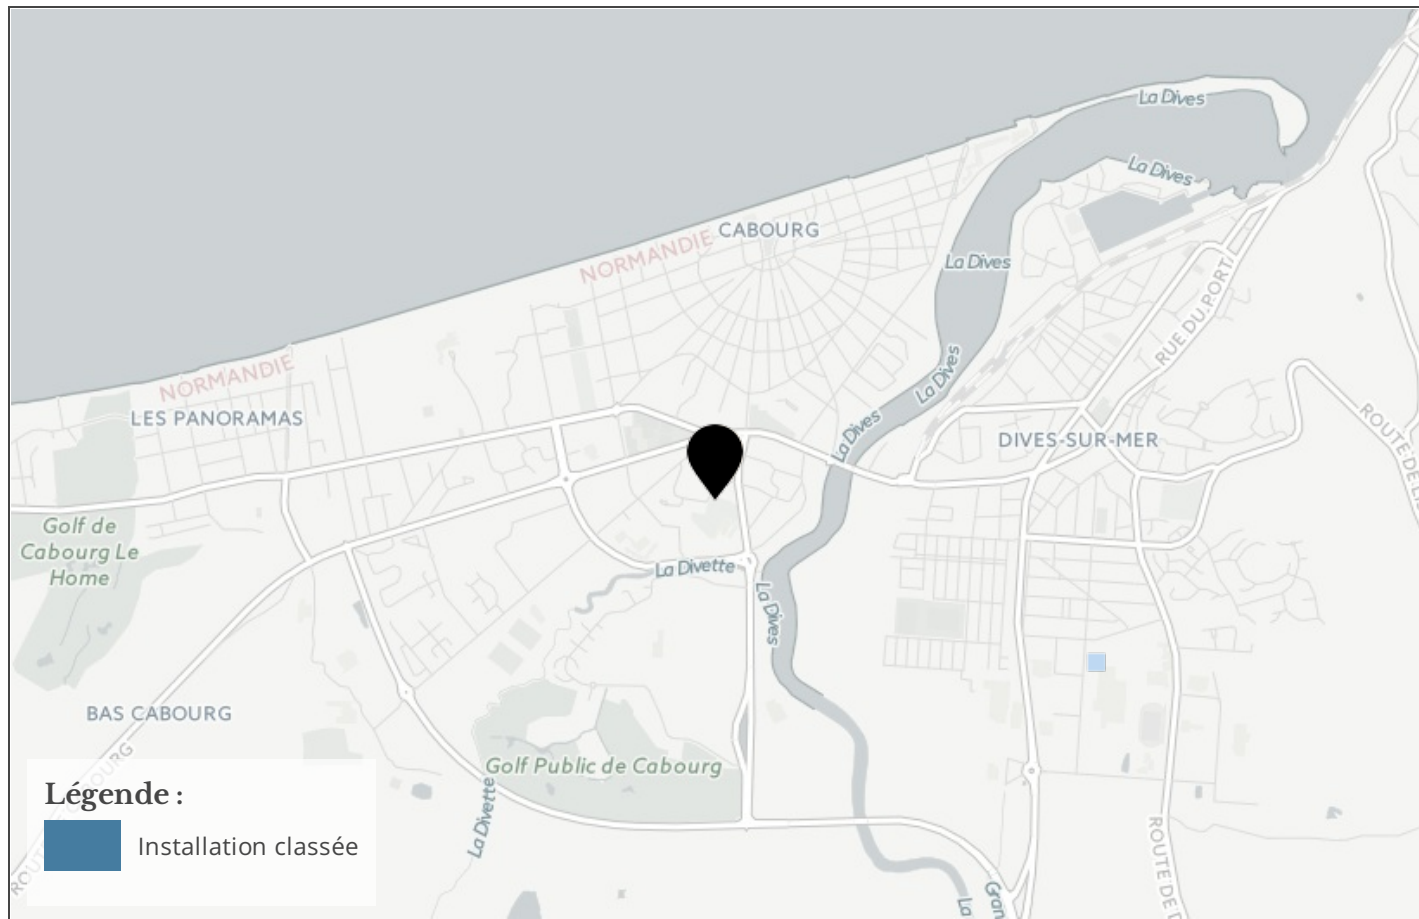 La Dives
La Dives
CABOURG
NORMANDIE
La Dives
RUE DU PORT
NORMANDIE
LES PANORAMAS
La Dives
La Dives
DIVES-SUR-MER
ROUTE DE
Golf de
Cabourg Le
Home
La Divette
La Dives
BAS CABOURG
Golf Public de Cabourg
La Divette
ROUTE DE
Légende :
Installation classée
La
Gran